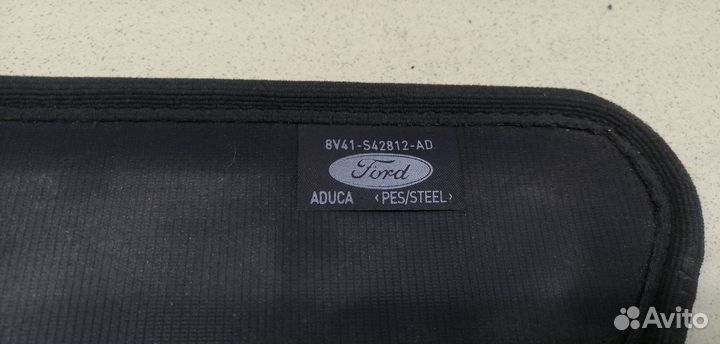 8V41-S42812-AD
Ford
ADUCA <PES/STEEL>
Avito